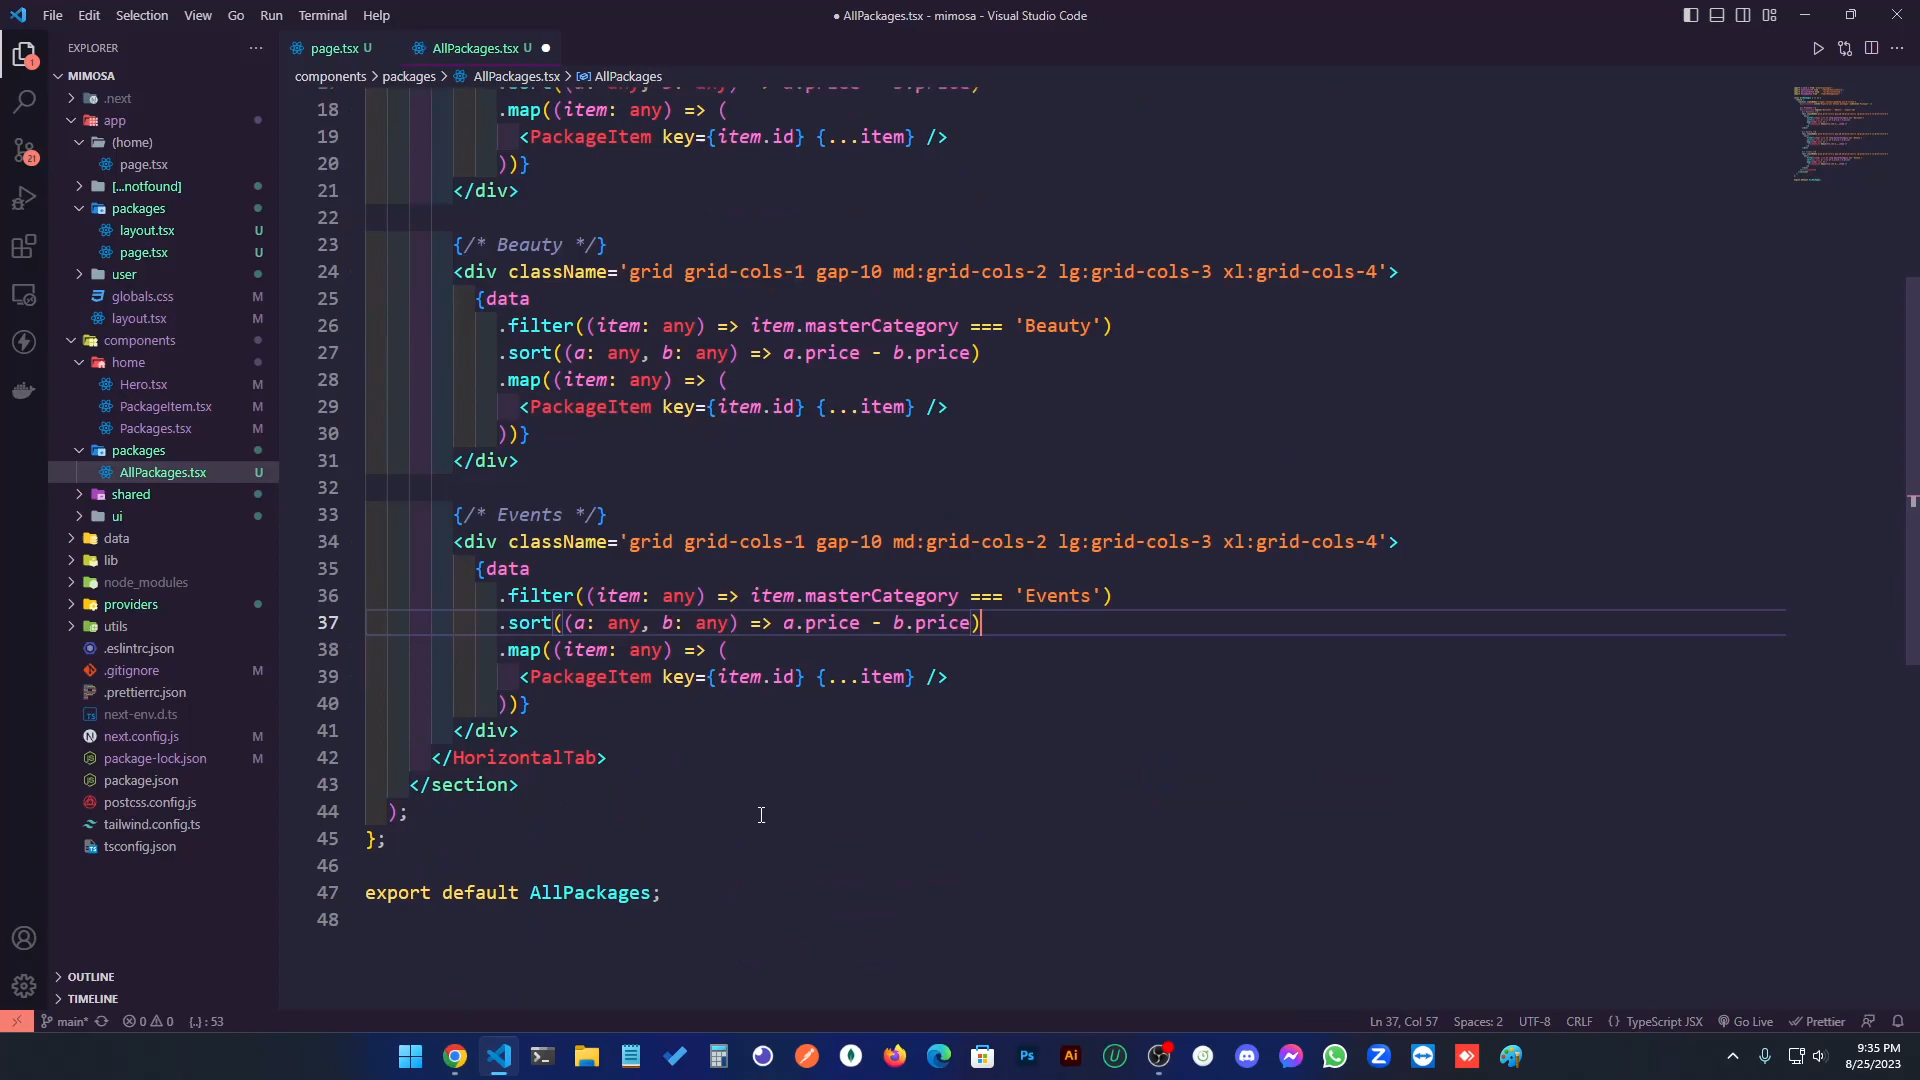 File Edit Selection View Go Run Terminal Help
● AllPackages.tsx - mimosa - Visual Studio Code
EXPLORER
MIMOSA
.next
app
(home)
page.tsx
[...notfound]
packages
layout.tsx U
page.tsx U
user
globals.css M
layout.tsx M
components
home
Hero.tsx M
PackageItem.tsx M
Packages.tsx M
packages
AllPackages.tsx U
shared
ui
data
lib
node_modules
providers
utils
.eslintrc.json
.gitignore M
.prettierrc.json
next-env.d.ts
next.config.js M
package-lock.json M
package.json
postcss.config.js
tailwind.config.ts
tsconfig.json
OUTLINE
TIMELINE
1
21
page.tsx U
AllPackages.tsx U
components > packages > AllPackages.tsx > AllPackages
17 .sort((a: any, b: any) => a.price - b.price)
18 .map((item: any) => (
19 <PackageItem key={item.id} {...item} />
20 ))}
21 </div>
22
23 {/* Beauty */}
24 <div className='grid grid-cols-1 gap-10 md:grid-cols-2 lg:grid-cols-3 xl:grid-cols-4'>
25 {data
26 .filter((item: any) => item.masterCategory === 'Beauty')
27 .sort((a: any, b: any) => a.price - b.price)
28 .map((item: any) => (
29 <PackageItem key={item.id} {...item} />
30 ))}
31 </div>
32
33 {/* Events */}
34 <div className='grid grid-cols-1 gap-10 md:grid-cols-2 lg:grid-cols-3 xl:grid-cols-4'>
35 {data
36 .filter((item: any) => item.masterCategory === 'Events')
37 .sort((a: any, b: any) => a.price - b.price)
38 .map((item: any) => (
39 <PackageItem key={item.id} {...item} />
40 ))}
41 </div>
42 </HorizontalTab>
43 </section>
44 );
45 };
46
47 export default AllPackages;
48
main* 0 0 {..} : 53
Ln 37, Col 57 Spaces: 2 UTF-8 CRLF {} TypeScript JSX Go Live Prettier
Ps Ai U Z
9:35 PM
8/25/2023